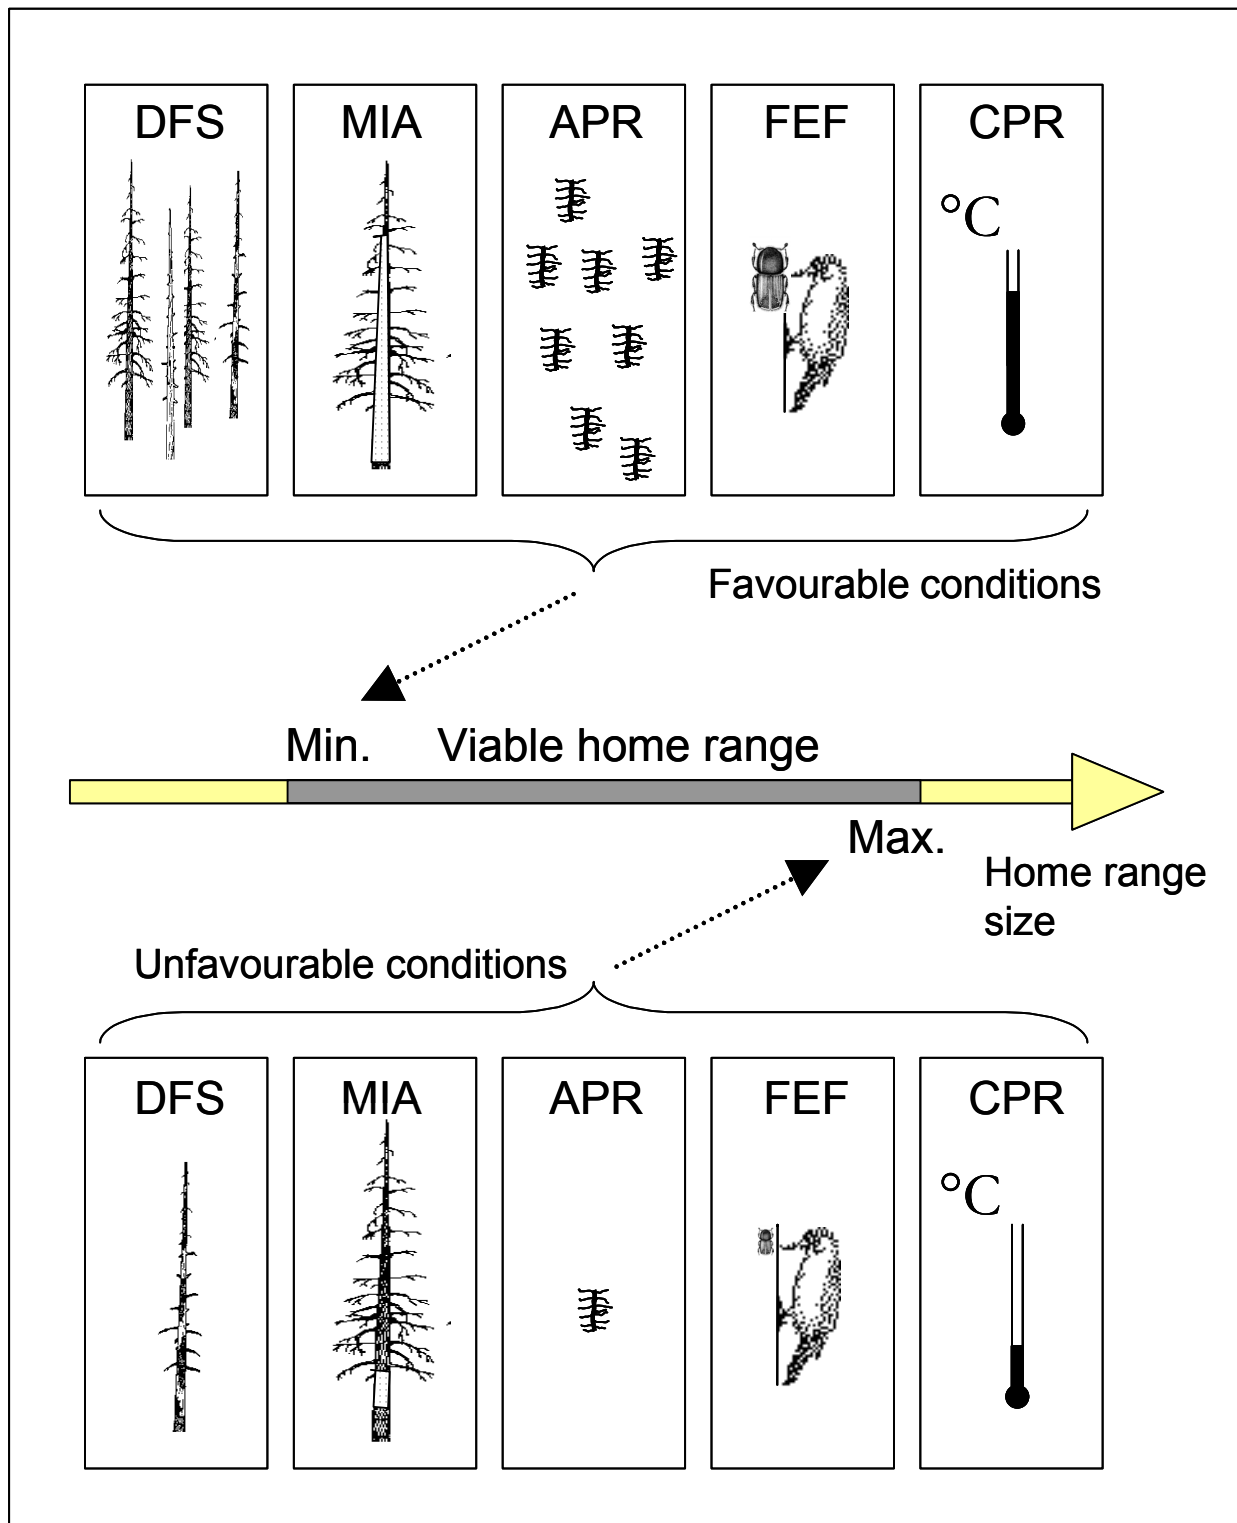 DFS
MIA
APR
FEF
CPR
°C
Favourable conditions
Min.
Viable home range
Max.
Home range
size
Unfavourable conditions
DFS
MIA
APR
FEF
CPR
°C